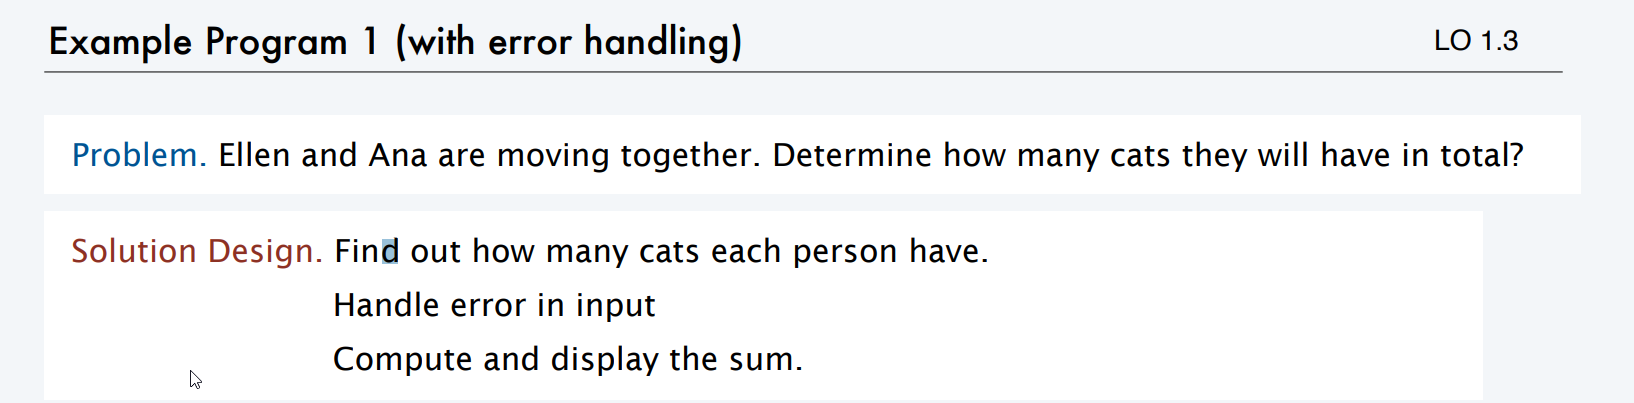 Example Program 1 (with error handling)
LO 1.3
Problem. Ellen and Ana are moving together. Determine how many cats they will have in total?
Solution Design. Find out how many cats each person have.
Handle error in input
Compute and display the sum.